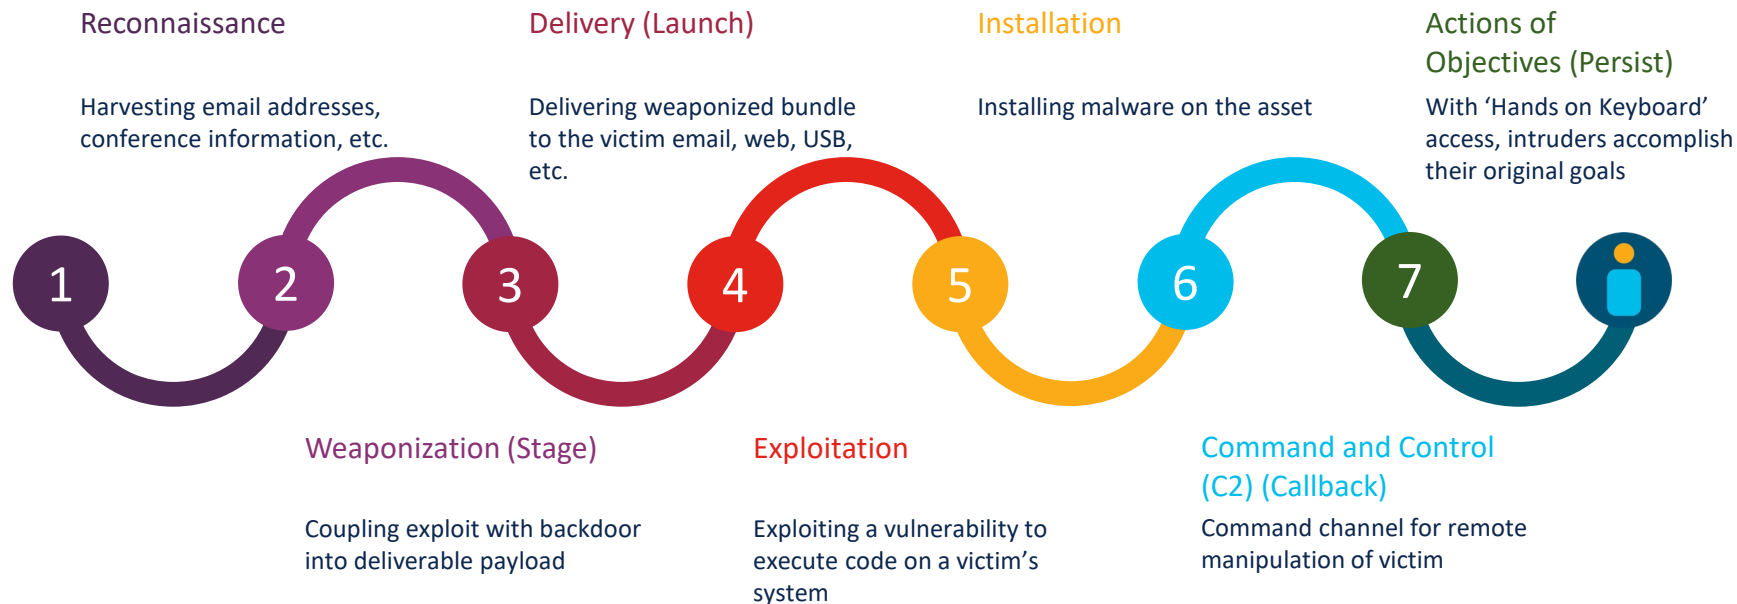 Reconnaissance
Harvesting email addresses,
conference information, etc.
Delivery (Launch)
Delivering weaponized bundle
to the victim email, web, USB,
etc.
Installation
Installing malware on the asset
Actions of
Objectives (Persist)
With ‘Hands on Keyboard’
access, intruders accomplish
their original goals
1
2
3
4
5
6
7
Weaponization (Stage)
Coupling exploit with backdoor
into deliverable payload
Exploitation
Exploiting a vulnerability to
execute code on a victim’s
system
Command and Control
(C2) (Callback)
Command channel for remote
manipulation of victim